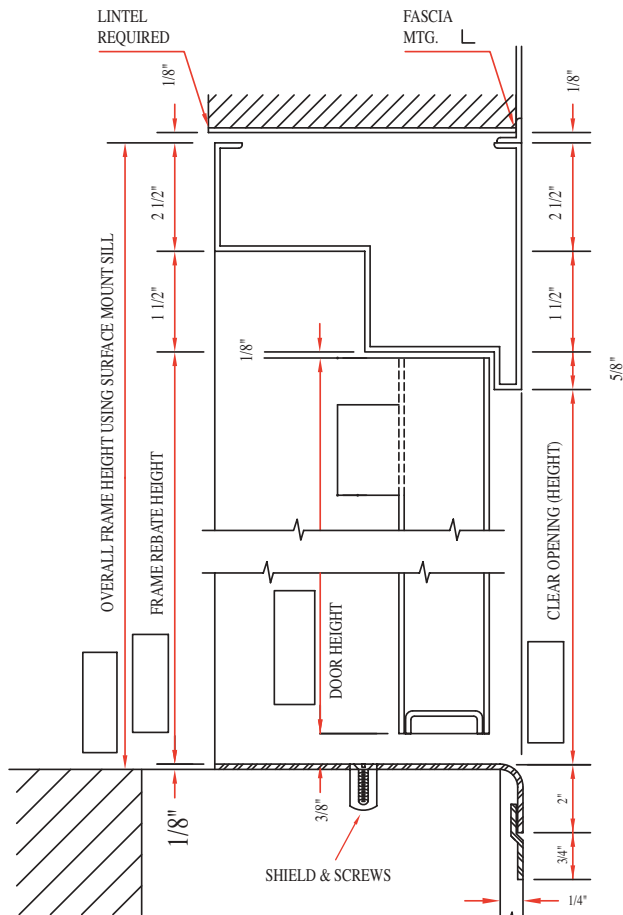 LINTEL
REQUIRED
FASCIA
MTG.
1/8"
1/8"
2 1/2"
2 1/2"
1 1/2"
1 1/2"
1/8"
5/8"
OVERALL FRAME HEIGHT USING SURFACE MOUNT SILL
FRAME REBATE HEIGHT
DOOR HEIGHT
CLEAR OPENING (HEIGHT)
1/8"
3/8"
2"
3/4"
SHIELD & SCREWS
1/4"